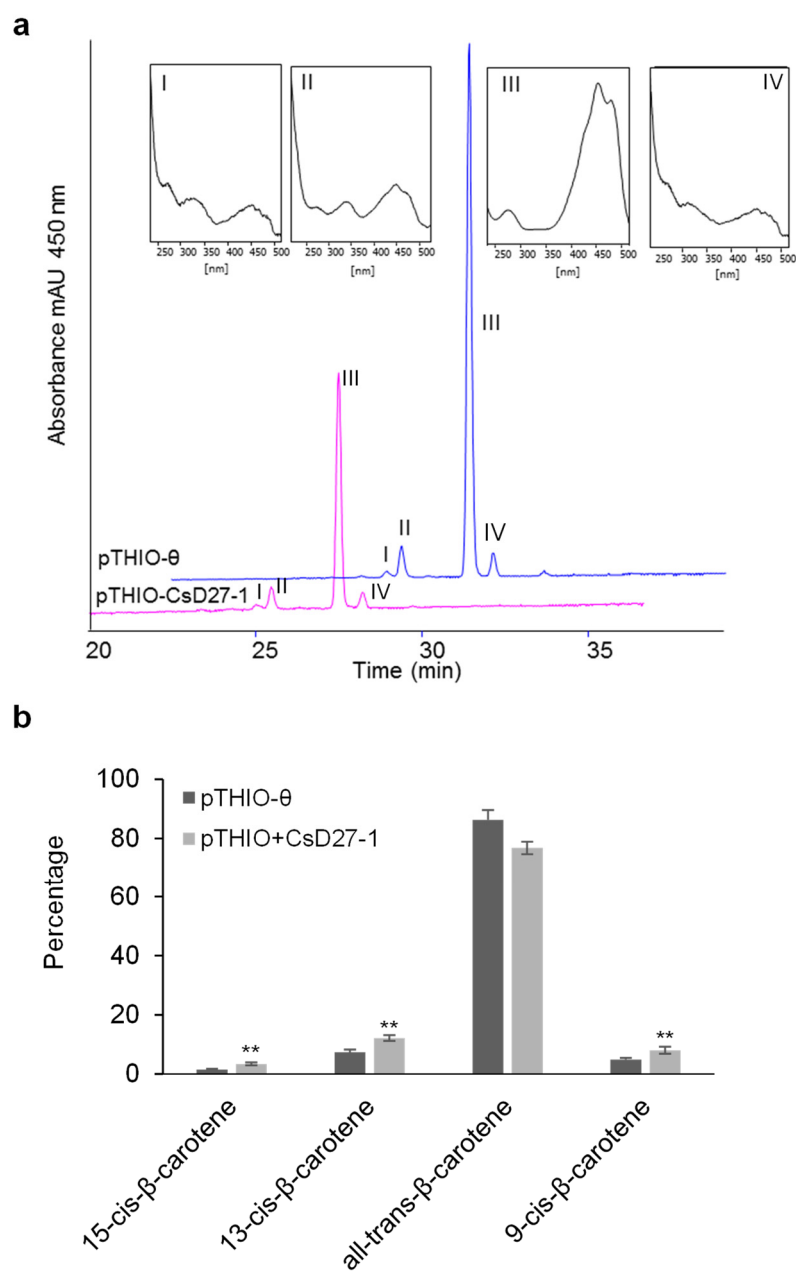 a
I
II
III
IV
250 300 350 400 450 500
[nm]
250 300 350 400 450 500
[nm]
250 300 350 400 450 500
[nm]
250 300 350 400 450 500
[nm]
Absorbance mAU 450 nm
III
III
I
II
IV
pTHIO-θ
pTHIO-CsD27-1
I
II
IV
20 25 30 35
Time (min)
b
100
80
60
40
20
0
Percentage
pTHIO-θ
pTHIO+CsD27-1
**
**
**
15-cis-β-carotene
13-cis-β-carotene
all-trans-β-carotene
9-cis-β-carotene